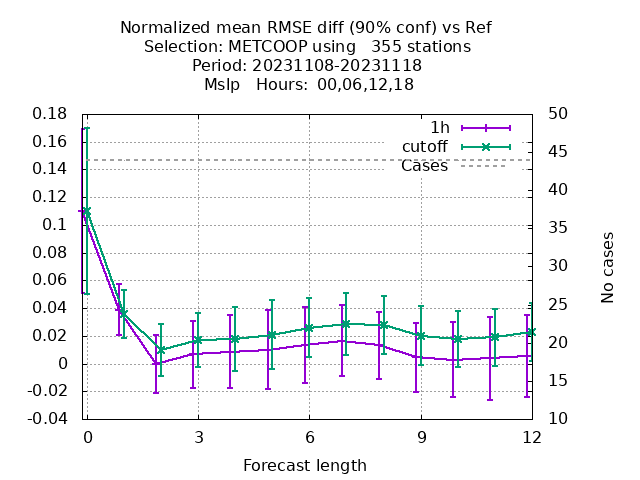 Normalized mean RMSE diff (90% conf) vs Ref
Selection: METCOOP using   355 stations
Period: 20231108-20231118
Mslp   Hours:  00,06,12,18
0.18
0.16
0.14
0.12
0.1
0.08
0.06
0.04
0.02
0
-0.02
-0.04
1h
cutoff
Cases
50
45
40
35
30
25
20
15
10
No cases
0 3 6 9 12
Forecast length